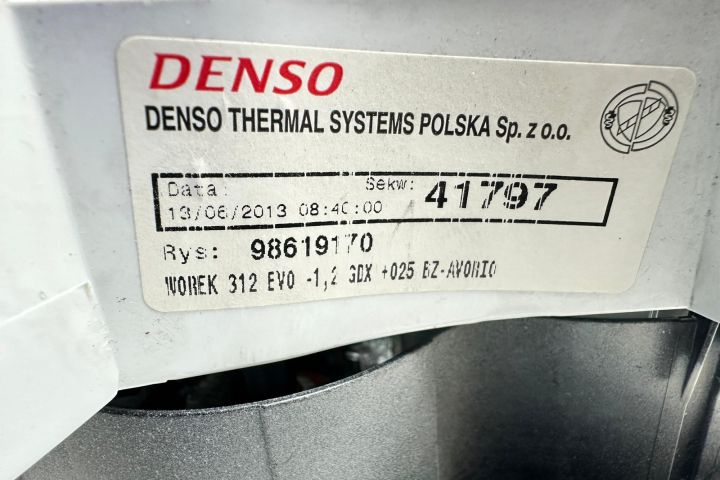 DENSO
DENSO THERMAL SYSTEMS POLSKA Sp. z o.o.
Data: Sekw: 41797
13/06/2013 08:40:00
Rys: 98619170
WOREK 312 EVO -1,2 GDX +025 BZ-AVORIO